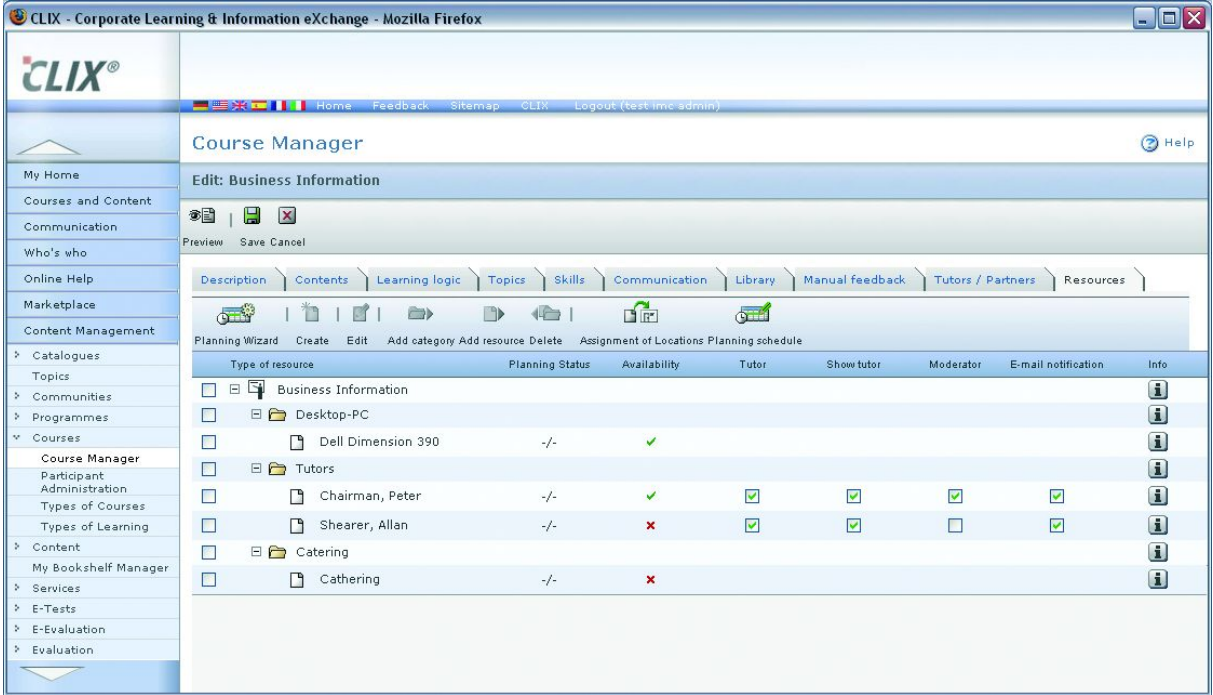 CLIX - Corporate Learning & Information eXchange - Mozilla Firefox
CLIX®
Home Feedback Sitemap CLIX Logout (test imc admin)
Course Manager
Help
Edit: Business Information
Preview Save Cancel
Description Contents Learning logic Topics Skills Communication Library Manual feedback Tutors / Partners Resources
Planning Wizard Create Edit Add category Add resource Delete Assignment of Locations Planning schedule
Type of resource Planning Status Availability Tutor Show tutor Moderator E-mail notification Info
Business Information
Desktop-PC
Dell Dimension 390 -/-
Tutors
Chairman, Peter -/-
Shearer, Allan -/-
Catering
Cathering -/-
My Home
Courses and Content
Communication
Who's who
Online Help
Marketplace
Content Management
Catalogues
Topics
Communities
Programmes
Courses
Course Manager
Participant
Administration
Types of Courses
Types of Learning
Content
My Bookshelf Manager
Services
E-Tests
E-Evaluation
Evaluation